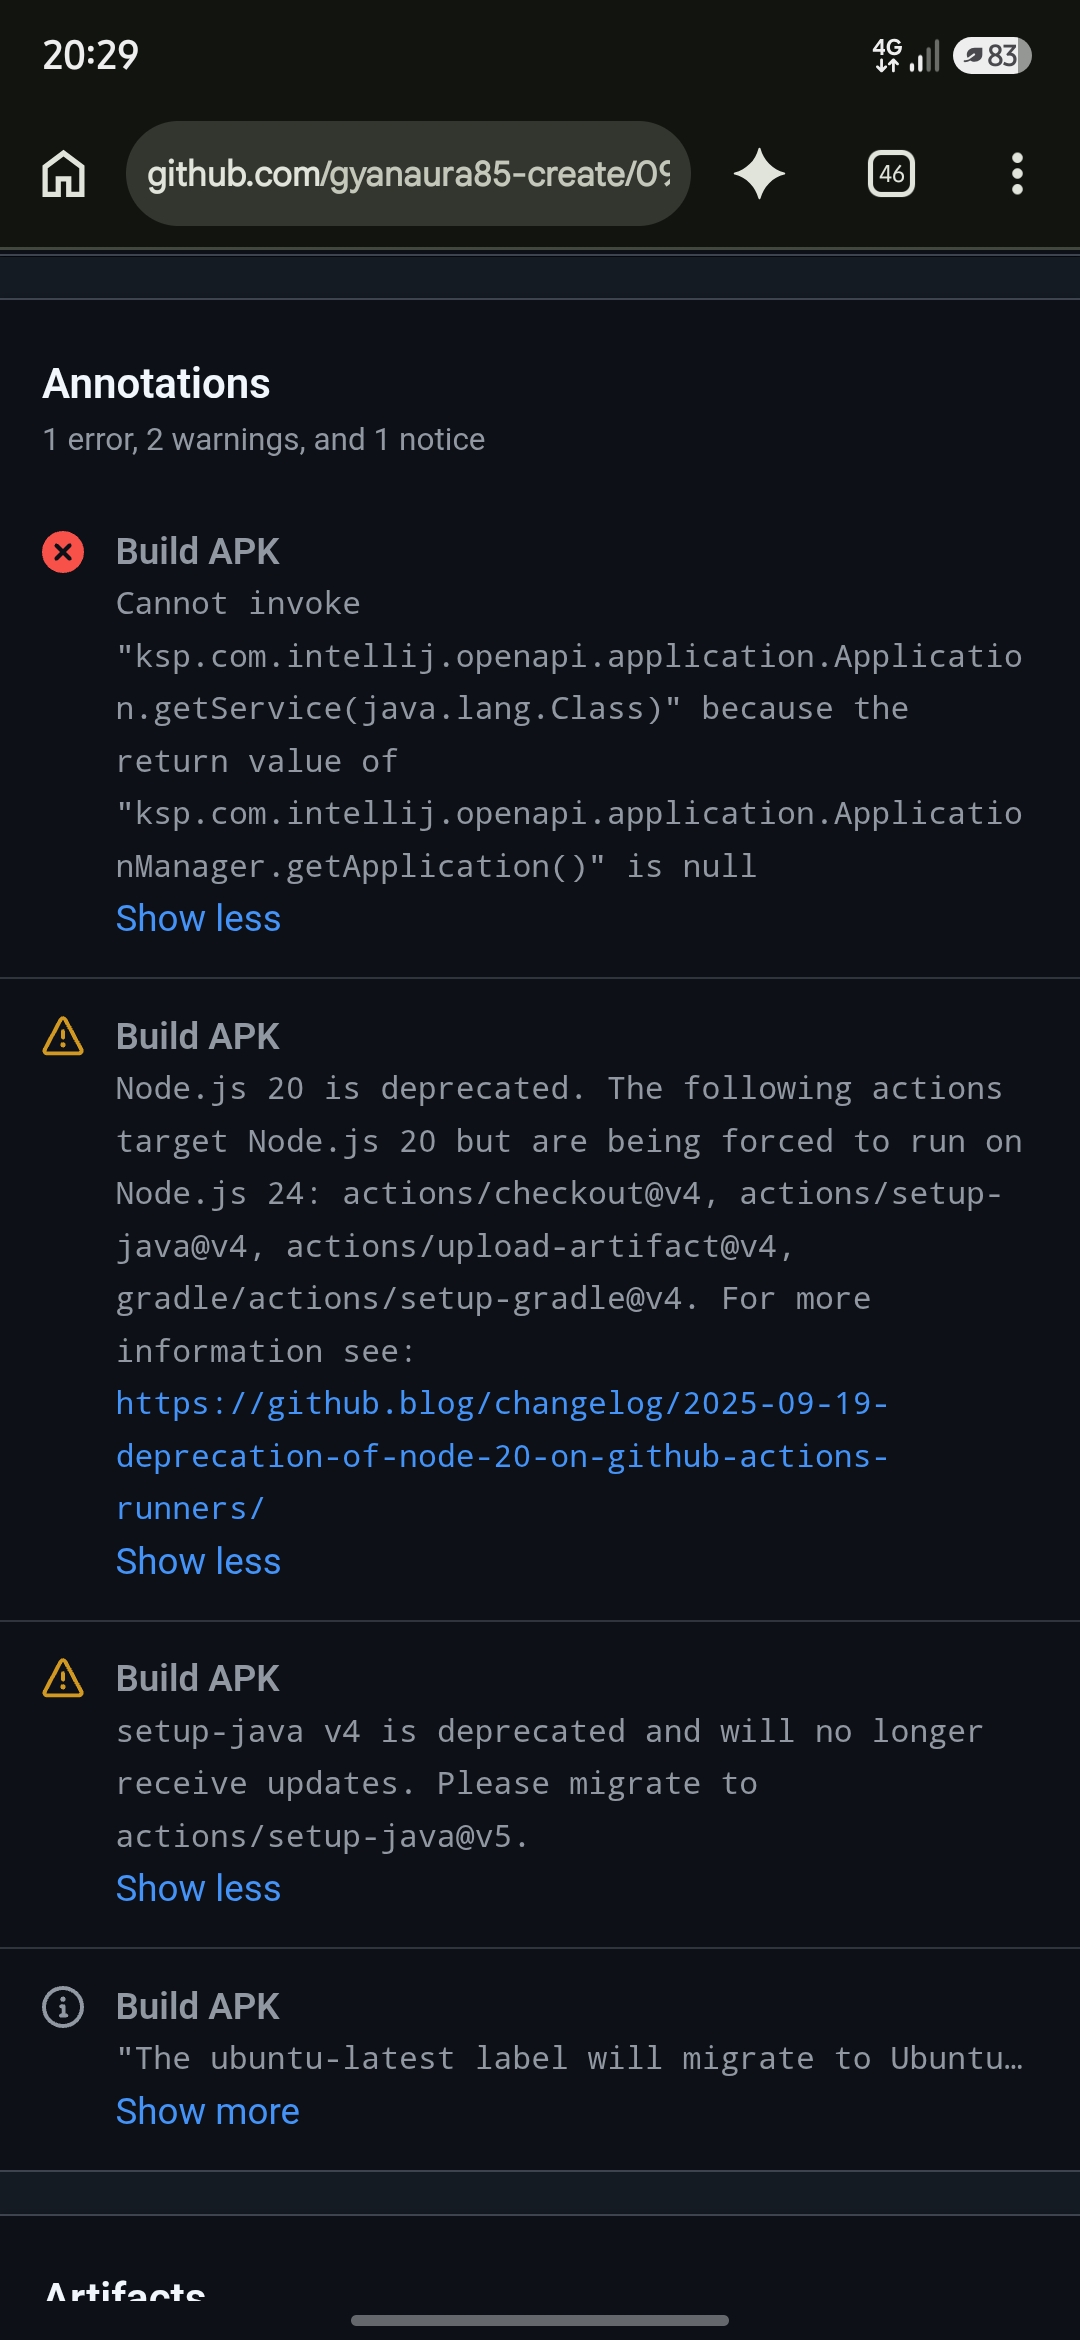 20:29
4G
83
github.com/gyanaura85-create/09
46
Annotations
1 error, 2 warnings, and 1 notice
Build APK
Cannot invoke
"ksp.com.intellij.openapi.application.Applicatio
n.getService(java.lang.Class)" because the
return value of
"ksp.com.intellij.openapi.application.Applicatio
nManager.getApplication()" is null
Show less
Build APK
Node.js 20 is deprecated. The following actions
target Node.js 20 but are being forced to run on
Node.js 24: actions/checkout@v4, actions/setup-
java@v4, actions/upload-artifact@v4,
gradle/actions/setup-gradle@v4. For more
information see:
https://github.blog/changelog/2025-09-19-
deprecation-of-node-20-on-github-actions-
runners/
Show less
Build APK
setup-java v4 is deprecated and will no longer
receive updates. Please migrate to
actions/setup-java@v5.
Show less
Build APK
"The ubuntu-latest label will migrate to Ubuntu…
Show more
Artifacts